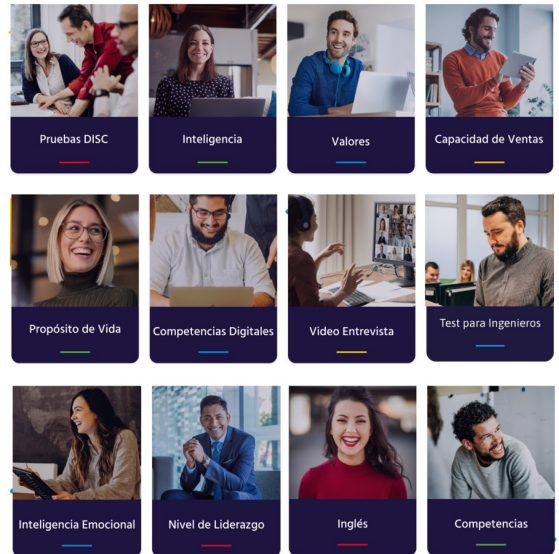 Pruebas DISC
Inteligencia
Valores
Capacidad de Ventas
Propósito de Vida
Competencias Digitales
Video Entrevista
Test para Ingenieros
Inteligencia Emocional
Nivel de Liderazgo
Inglés
Competencias